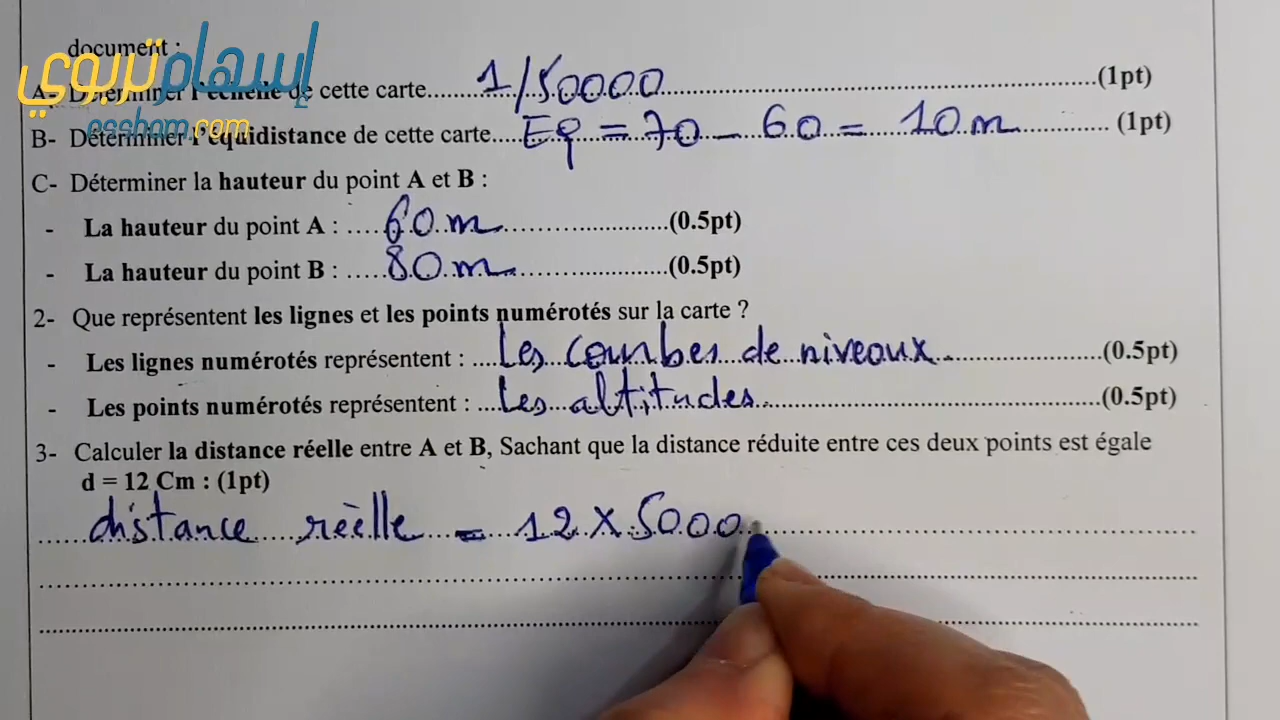 document :
إسهام تربوي
essham.com
A- Déterminer l'échelle de cette carte 1/50000 (1pt)
B- Déterminer l'équidistance de cette carte Eq = 70 - 60 = 10 m (1pt)
C- Déterminer la hauteur du point A et B :
- La hauteur du point A : 60 m (0.5pt)
- La hauteur du point B : 80 m (0.5pt)
2- Que représentent les lignes et les points numérotés sur la carte ?
- Les lignes numérotés représentent : Les courbes de niveaux. (0.5pt)
- Les points numérotés représentent : Les altitudes. (0.5pt)
3- Calculer la distance réelle entre A et B, Sachant que la distance réduite entre ces deux points est égale
d = 12 Cm : (1pt)
distance réelle = 12 x 5000